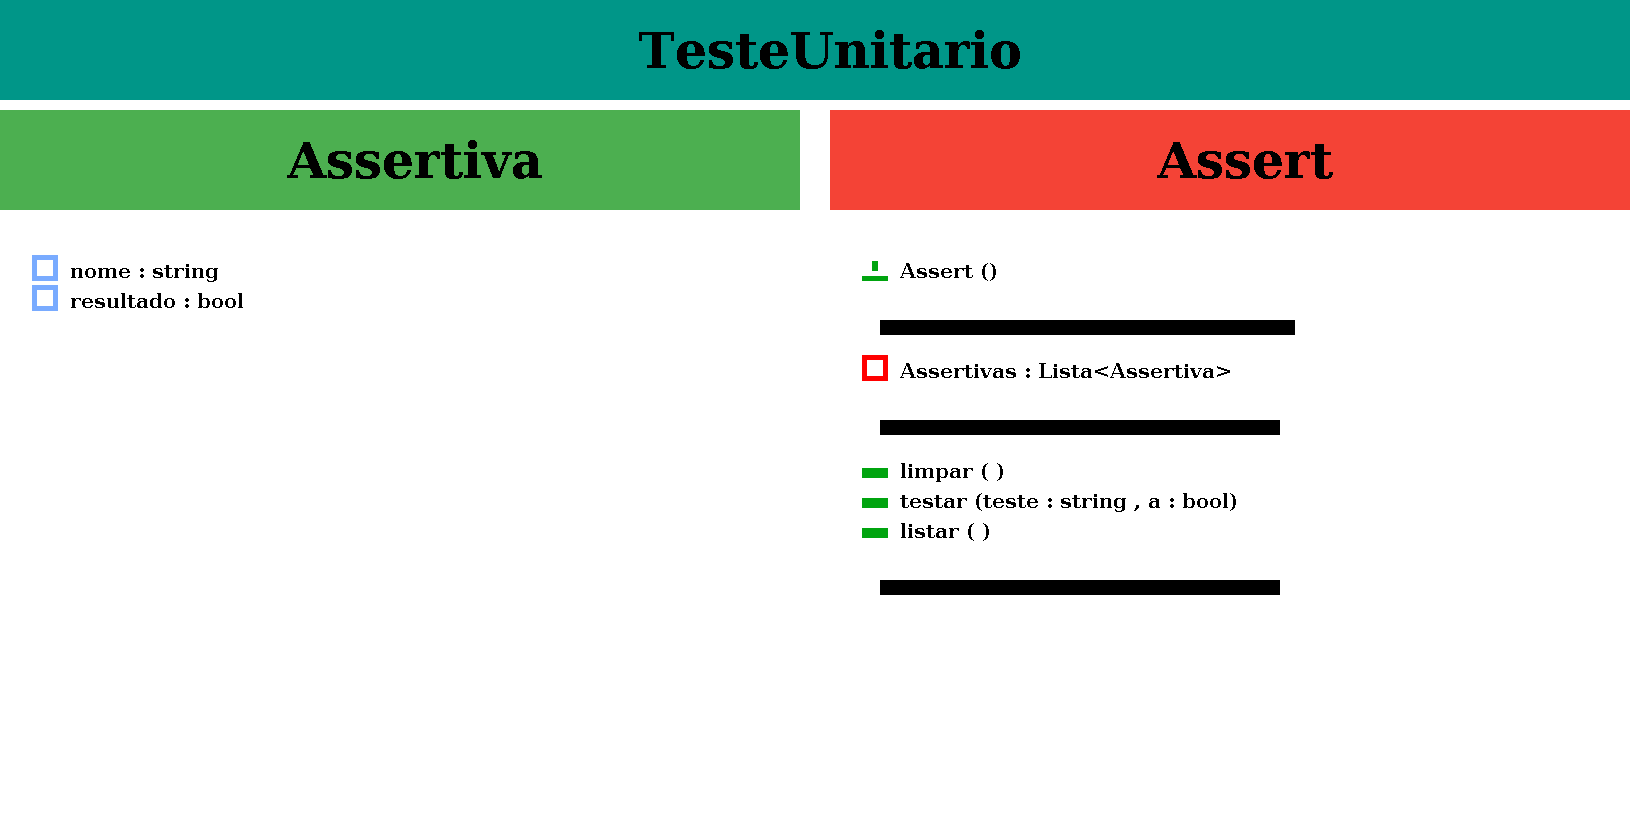 TesteUnitario
Assertiva
nome : string
resultado : bool
Assert
Assert ()
Assertivas : Lista<Assertiva>
limpar ( )
testar (teste : string , a : bool)
listar ( )